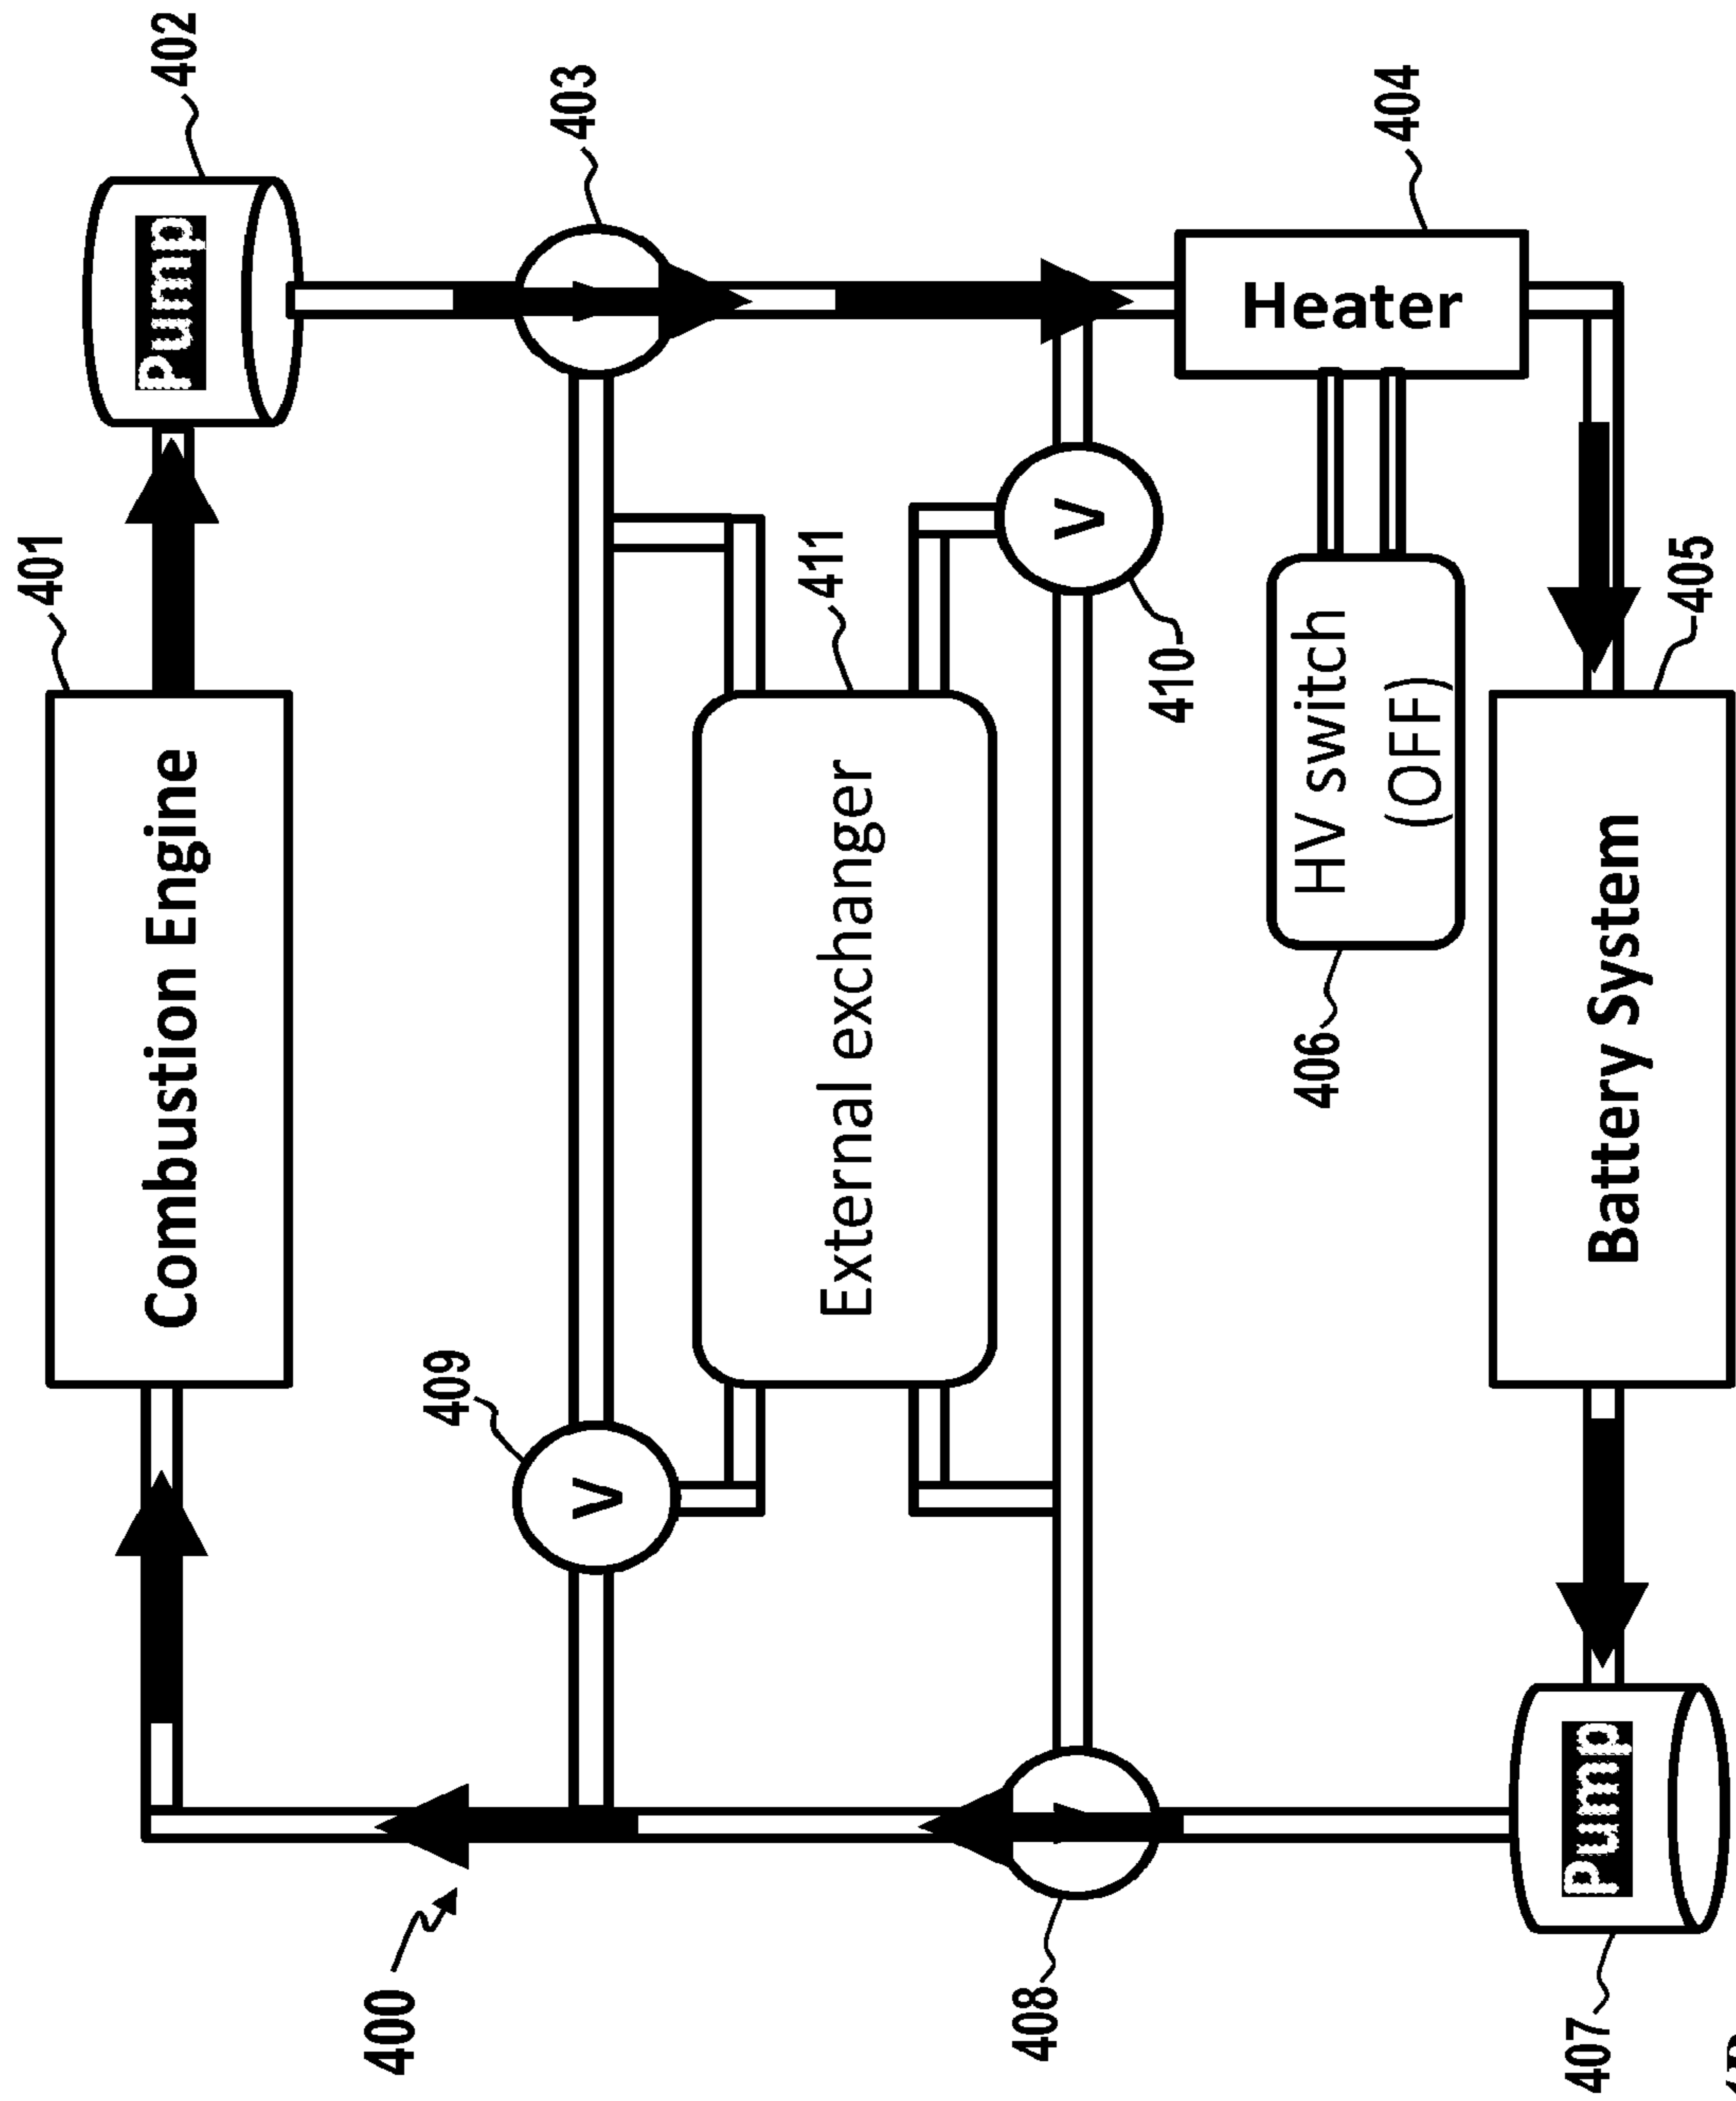 401
402
Combustion Engine
Pump
400
409
403
V
411
External exchanger
408
V
410
406
HV switch
(OFF)
Heater
404
407
Pump
Battery System
405